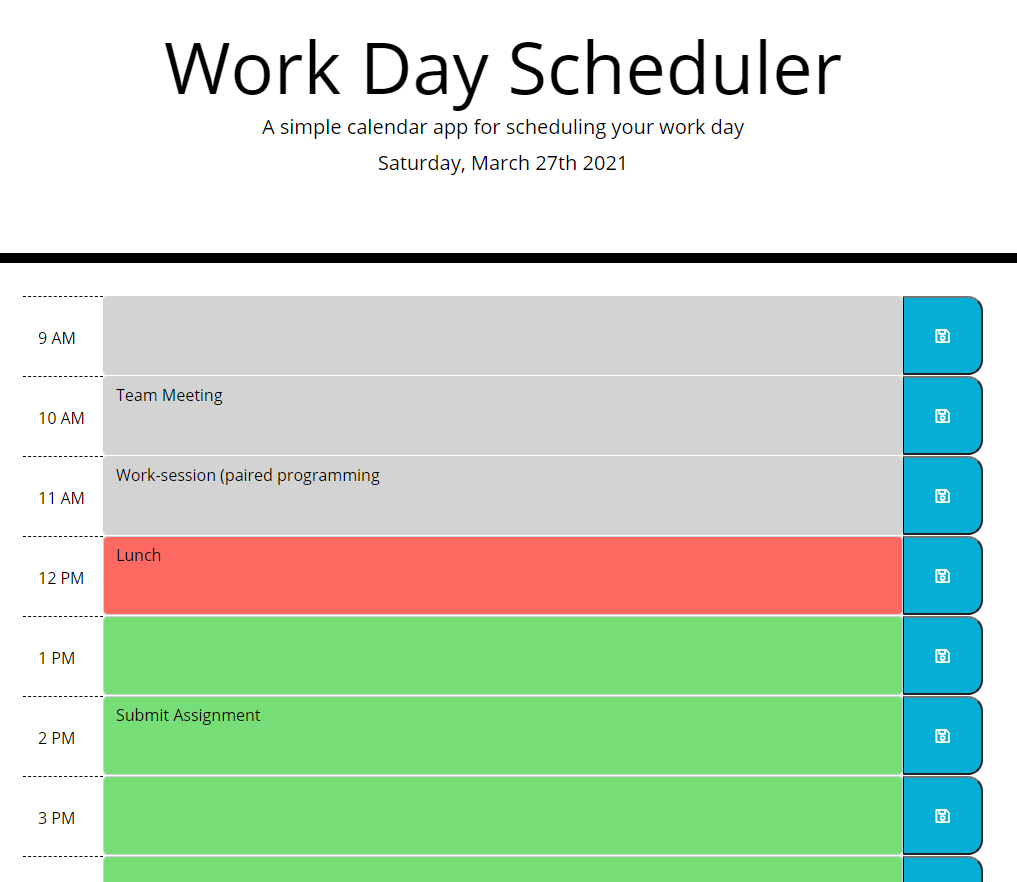 Work Day Scheduler
A simple calendar app for scheduling your work day
Saturday, March 27th 2021
9 AM
Team Meeting
10 AM
Work-session (paired programming
11 AM
Lunch
12 PM
1 PM
Submit Assignment
2 PM
3 PM